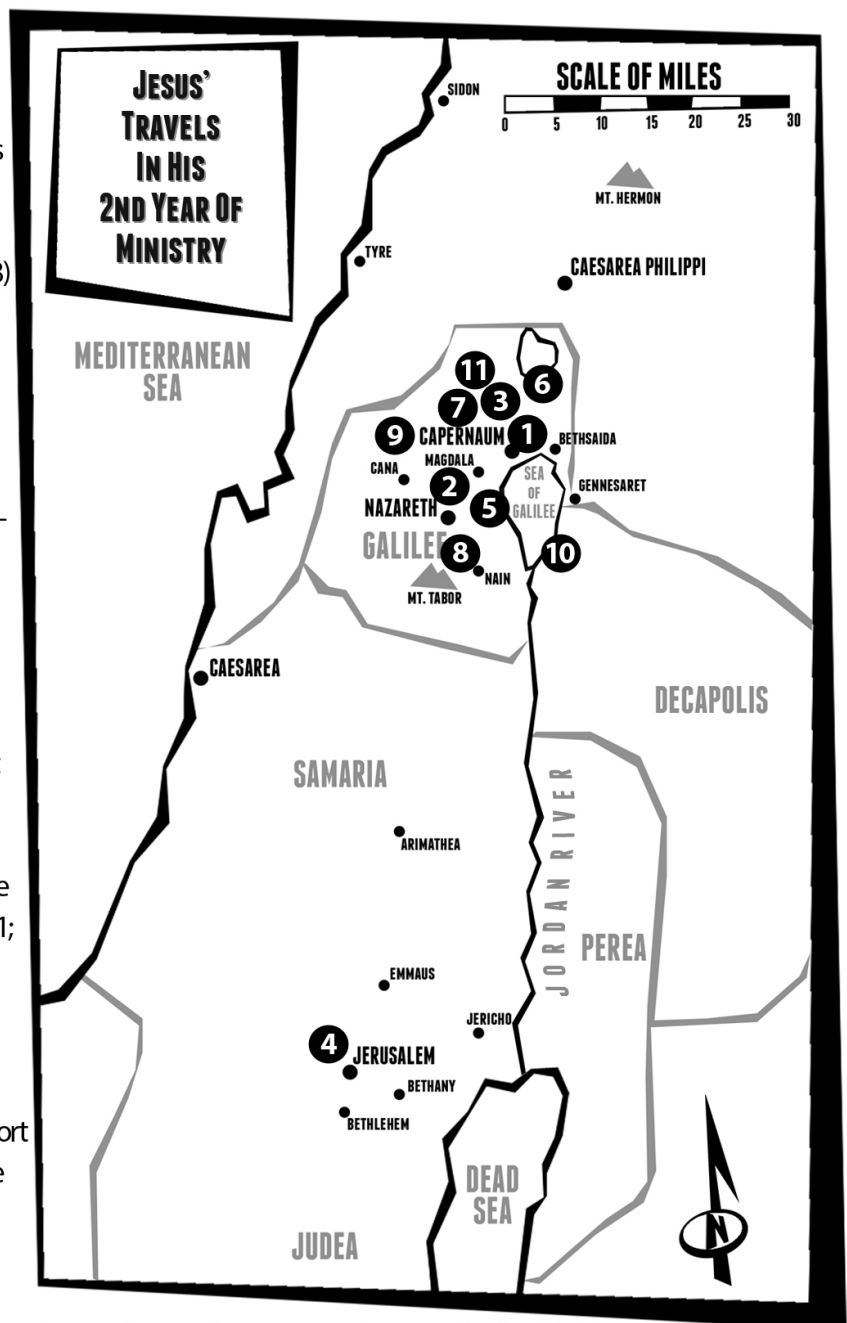 JESUS'
TRAVELS
IN HIS
2ND YEAR OF
MINISTRY
SCALE OF MILES
0 5 10 15 20 25 30
SIDON
MT. HERMON
TYRE
CAESAREA PHILIPPI
MEDITERRANEAN
SEA
11
6
3
7
9
CAPERNAUM
1
BETHSAIDA
MAGDALA
CANA
SEA
OF
GALILEE
2
GENNESARET
NAZARETH
5
GALILEE
8
10
NAIN
MT. TABOR
CAESAREA
DECAPOLIS
SAMARIA
JORDAN RIVER
ARIMATHEA
PEREA
EMMAUS
JERICHO
4
JERUSALEM
BETHANY
BETHLEHEM
DEAD
SEA
JUDEA
N
s
)
e
1;
ort
e